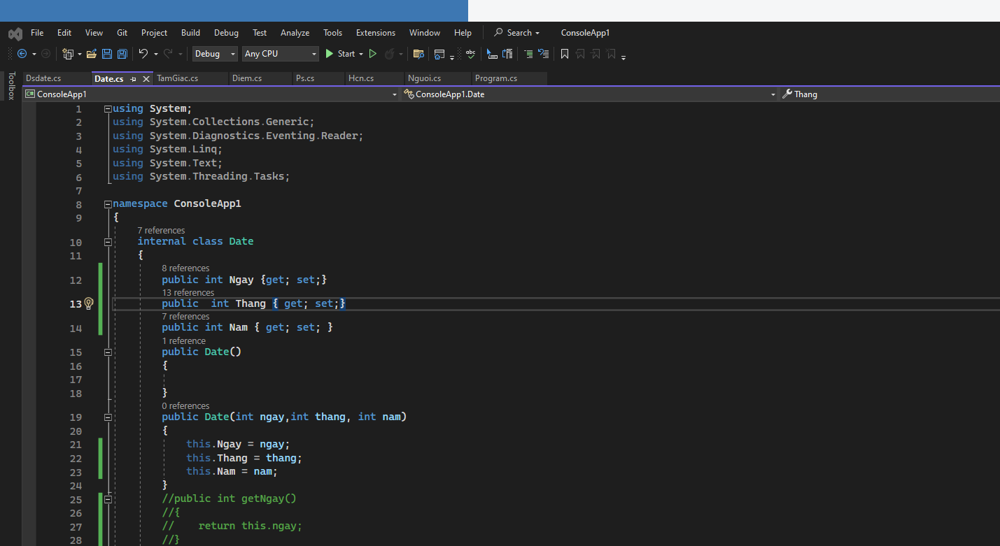 File Edit View Git Project Build Debug Test Analyze Tools Extensions Window Help Search ConsoleApp1
Debug Any CPU Start abc
Toolbox
Dsdate.cs Date.cs TamGiac.cs Diem.cs Ps.cs Hcn.cs Nguoi.cs Program.cs
C# ConsoleApp1 ConsoleApp1.Date Thang
1 using System;
2 using System.Collections.Generic;
3 using System.Diagnostics.Eventing.Reader;
4 using System.Linq;
5 using System.Text;
6 using System.Threading.Tasks;
7
8 namespace ConsoleApp1
9 {
7 references
10 internal class Date
11 {
8 references
12 public int Ngay {get; set;}
13 references
13 public  int Thang { get; set;}
7 references
14 public int Nam { get; set; }
1 reference
15 public Date()
16 {
17
18 }
0 references
19 public Date(int ngay,int thang, int nam)
20 {
21 this.Ngay = ngay;
22 this.Thang = thang;
23 this.Nam = nam;
24 }
25 //public int getNgay()
26 //{
27 //    return this.ngay;
28 //}